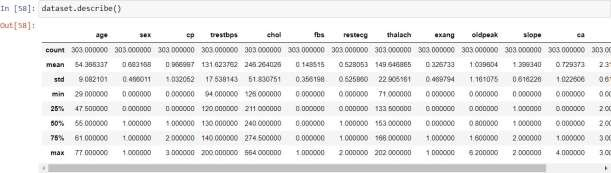 In [58]: dataset.describe()
Out[58]:
age sex cp trestbps chol fbs restecg thalach exang oldpeak slope ca
count 303.000000 303.000000 303.000000 303.000000 303.000000 303.000000 303.000000 303.000000 303.000000 303.000000 303.000000 303.000000 303.00
mean 54.366337 0.683168 0.966997 131.623762 246.264026 0.148515 0.528053 149.646865 0.326733 1.039604 1.399340 0.729373 2.3
std 9.082101 0.466011 1.032052 17.538143 51.830751 0.356198 0.525860 22.905161 0.469794 1.161075 0.616226 1.022606 0.6
min 29.000000 0.000000 0.000000 94.000000 126.000000 0.000000 0.000000 71.000000 0.000000 0.000000 0.000000 0.000000 0.00
25% 47.500000 0.000000 0.000000 120.000000 211.000000 0.000000 0.000000 133.500000 0.000000 0.000000 1.000000 0.000000 2.00
50% 55.000000 1.000000 1.000000 130.000000 240.000000 0.000000 1.000000 153.000000 0.000000 0.800000 1.000000 0.000000 2.00
75% 61.000000 1.000000 2.000000 140.000000 274.500000 0.000000 1.000000 166.000000 1.000000 1.600000 2.000000 1.000000 3.00
max 77.000000 1.000000 3.000000 200.000000 564.000000 1.000000 2.000000 202.000000 1.000000 6.200000 2.000000 4.000000 3.00